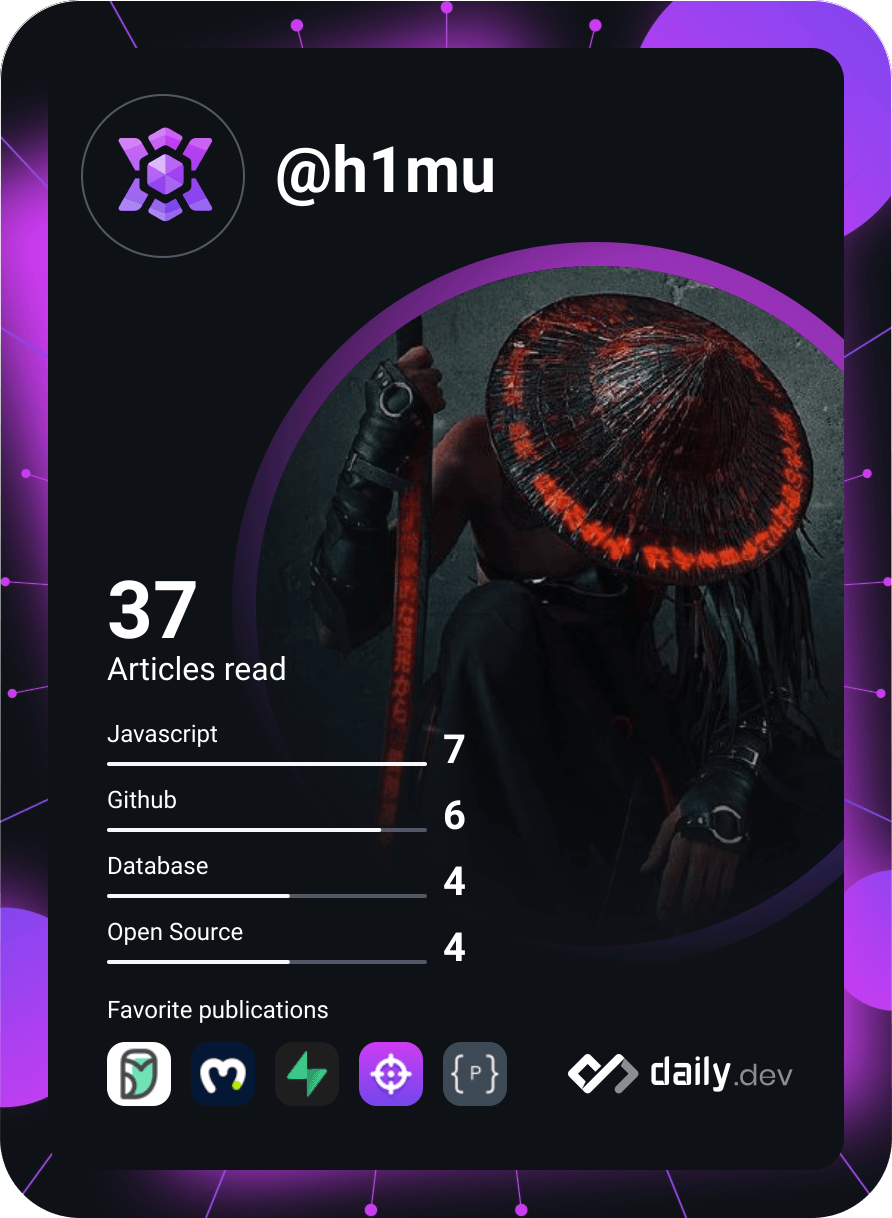 @h1mu
37
Articles read
Javascript
7
Github
6
Database
4
Open Source
4
Favorite publications
{ P }
daily.dev